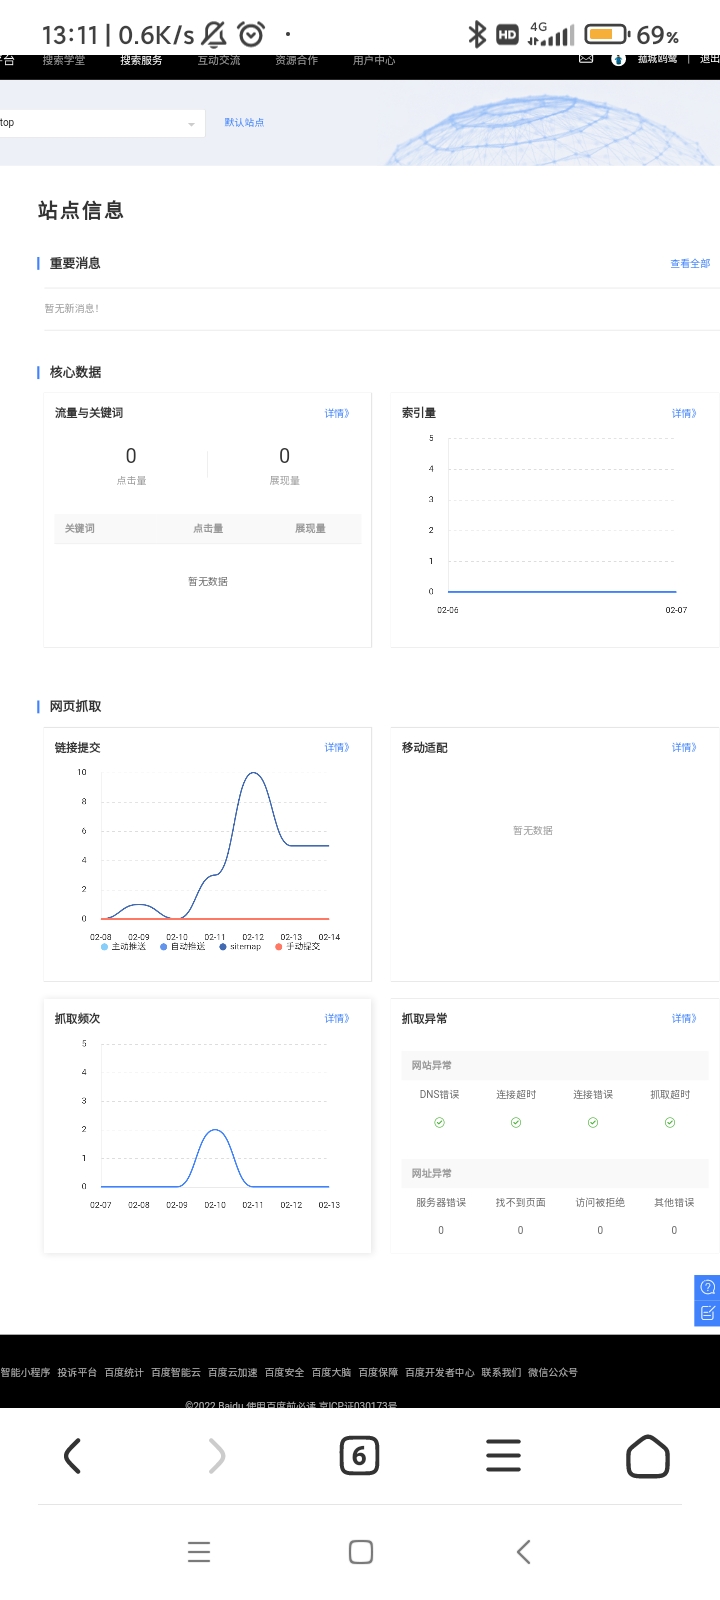 13:11 | 0.6K/s HD 4G 69%
平台 搜索学堂 搜索服务 互动交流 资源合作 用户中心 | 退出
top 默认站点
站点信息
重要消息 查看全部
暂无新消息!
核心数据
流量与关键词 详情》
0 0
点击量 展现量
关键词 点击量 展现量
暂无数据
索引量 详情》
5
4
3
2
1
0
02-06 02-07
网页抓取
链接提交 详情》
10
8
6
4
2
0
02-08 02-09 02-10 02-11 02-12 02-13 02-14
主动推送 自动推送 sitemap 手动提交
移动适配 详情》
暂无数据
抓取频次 详情》
5
4
3
2
1
0
02-07 02-08 02-09 02-10 02-11 02-12 02-13
抓取异常 详情》
网站异常
DNS错误 连接超时 连接错误 抓取超时
网址异常
服务器错误 找不到页面 访问被拒绝 其他错误
0 0 0 0
智能小程序 投诉平台 百度统计 百度智能云 百度云加速 百度安全 百度大脑 百度保障 百度开发者中心 联系我们 微信公众号
©2022 Baidu 使用百度前必读 京ICP证030173号
6